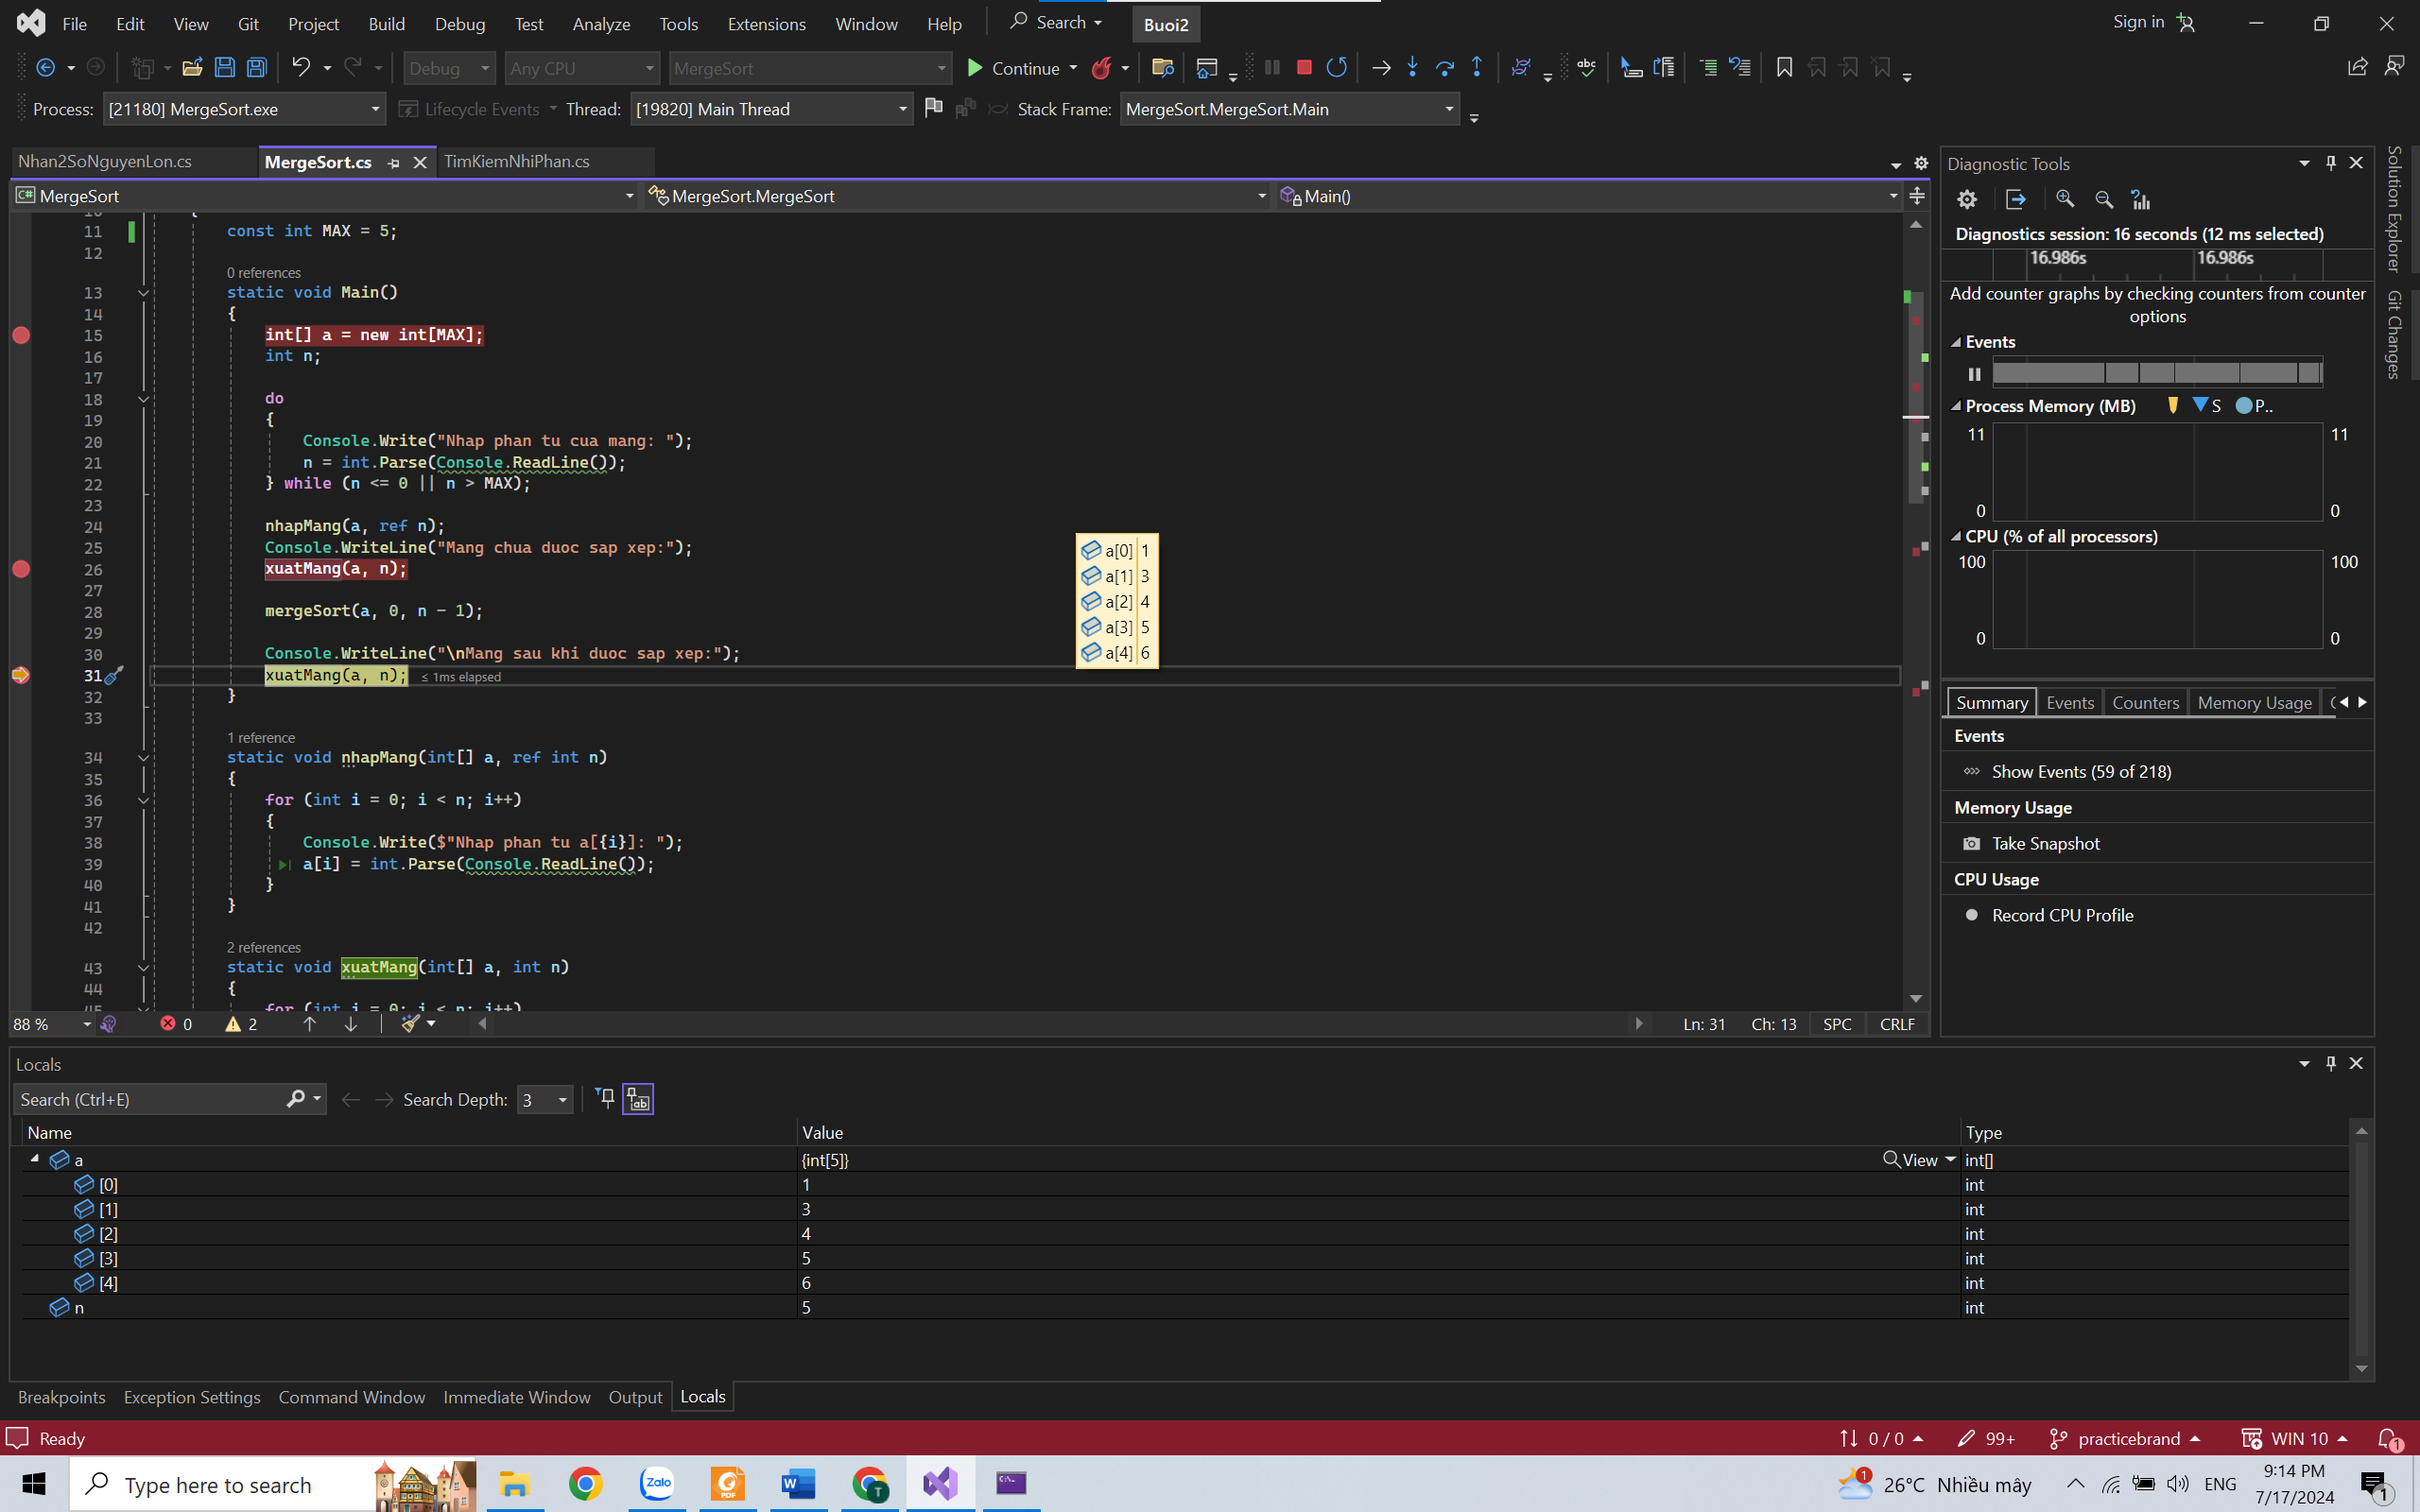 File Edit View Git Project Build Debug Test Analyze Tools Extensions Window Help Search Buoi2 Sign in
Debug Any CPU MergeSort Continue
Process: [21180] MergeSort.exe Lifecycle Events Thread: [19820] Main Thread Stack Frame: MergeSort.MergeSort.Main
Nhan2SoNguyenLon.cs MergeSort.cs TimKiemNhiPhan.cs
C# MergeSort MergeSort.MergeSort Main()
11 const int MAX = 5;
12
0 references
13 static void Main()
14 {
15 int[] a = new int[MAX];
16 int n;
17
18 do
19 {
20 Console.Write("Nhap phan tu cua mang: ");
21 n = int.Parse(Console.ReadLine());
22 } while (n <= 0 || n > MAX);
23
24 nhapMang(a, ref n);
25 Console.WriteLine("Mang chua duoc sap xep:");
26 xuatMang(a, n);
27
28 mergeSort(a, 0, n - 1);
29
30 Console.WriteLine("\nMang sau khi duoc sap xep:");
31 xuatMang(a, n); ≤ 1ms elapsed
32 }
33
1 reference
34 static void nhapMang(int[] a, ref int n)
35 {
36 for (int i = 0; i < n; i++)
37 {
38 Console.Write($"Nhap phan tu a[{i}]: ");
39 a[i] = int.Parse(Console.ReadLine());
40 }
41 }
42
2 references
43 static void xuatMang(int[] a, int n)
44 {
45 for (int i = 0; i < n; i++)
a[0] 1
a[1] 3
a[2] 4
a[3] 5
a[4] 6
88 % 0 2 Ln: 31 Ch: 13 SPC CRLF
Diagnostic Tools
Diagnostics session: 16 seconds (12 ms selected)
16.986s 16.986s
Add counter graphs by checking counters from counter
options
Events
Process Memory (MB) S P..
11 11
0 0
CPU (% of all processors)
100 100
0 0
Summary Events Counters Memory Usage
Events
Show Events (59 of 218)
Memory Usage
Take Snapshot
CPU Usage
Record CPU Profile
Solution Explorer
Git Changes
Locals
Search (Ctrl+E) Search Depth: 3
Name Value Type
a {int[5]} View int[]
[0] 1 int
[1] 3 int
[2] 4 int
[3] 5 int
[4] 6 int
n 5 int
Breakpoints Exception Settings Command Window Immediate Window Output Locals
Ready 0 / 0 99+ practicebrand WIN 10 1
Type here to search Zalo PDF W T 1 26°C Nhiều mây ENG 9:14 PM
7/17/2024 1